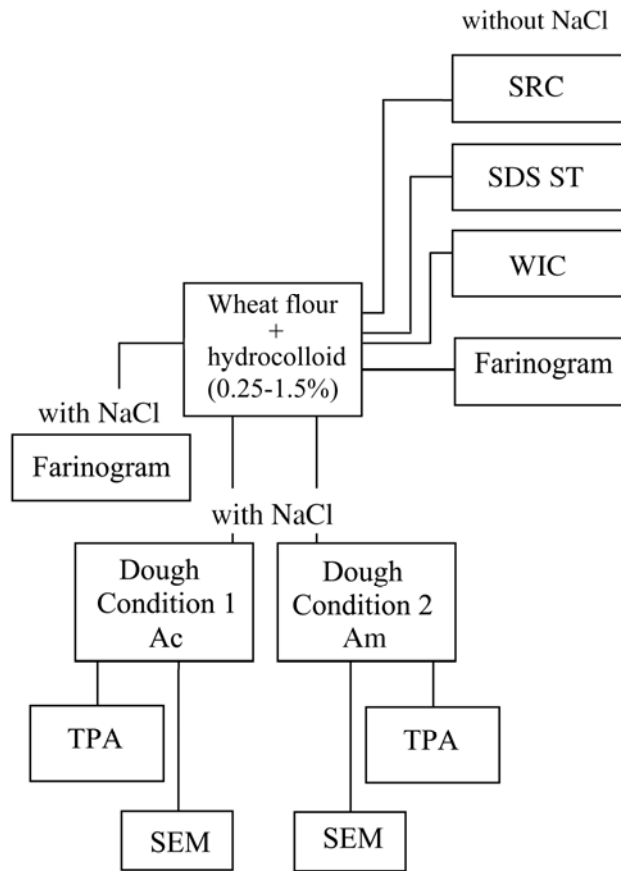 without NaCl
SRC
SDS ST
WIC
Wheat flour
+
hydrocolloid
(0.25-1.5%)
Farinogram
with NaCl
Farinogram
with NaCl
Dough
Condition 1
Ac
Dough
Condition 2
Am
TPA
TPA
SEM
SEM